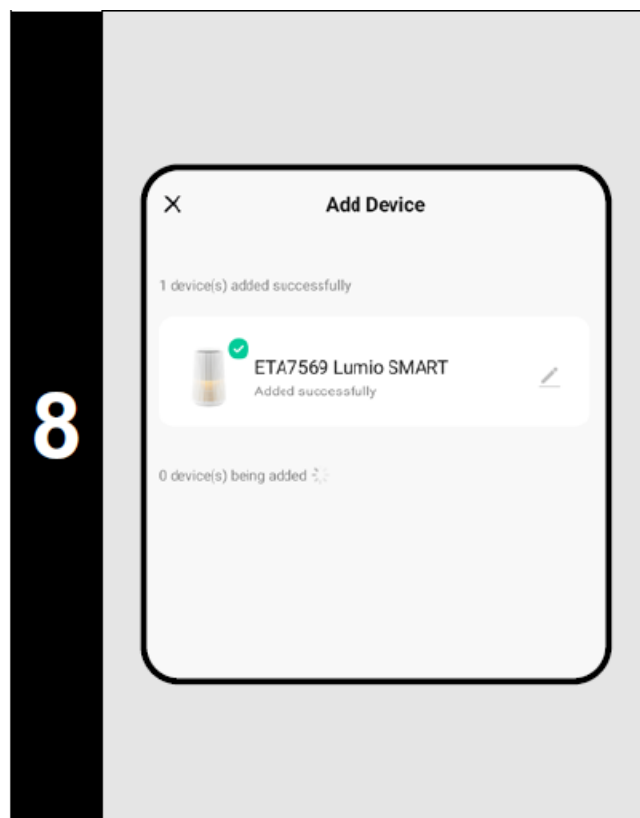 8
Add Device
1 device(s) added successfully
ETA7569 Lumio SMART
Added successfully
0 device(s) being added